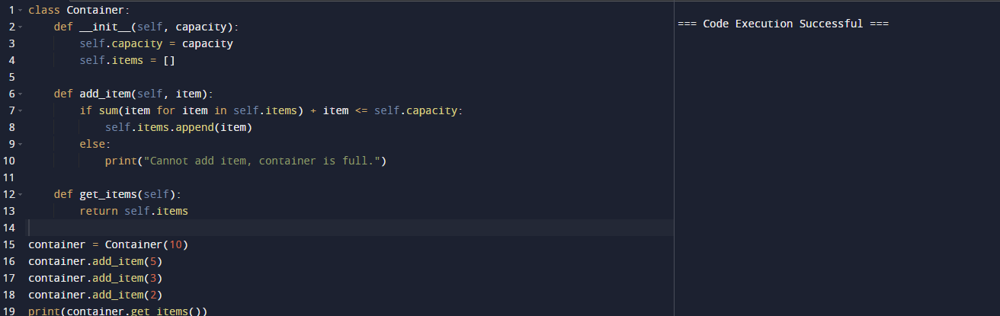 1 class Container:
2     def __init__(self, capacity):
3         self.capacity = capacity
4         self.items = []
5
6     def add_item(self, item):
7         if sum(item for item in self.items) + item <= self.capacity:
8             self.items.append(item)
9         else:
10             print("Cannot add item, container is full.")
11
12     def get_items(self):
13         return self.items
14
15 container = Container(10)
16 container.add_item(5)
17 container.add_item(3)
18 container.add_item(2)
19 print(container.get_items())
=== Code Execution Successful ===